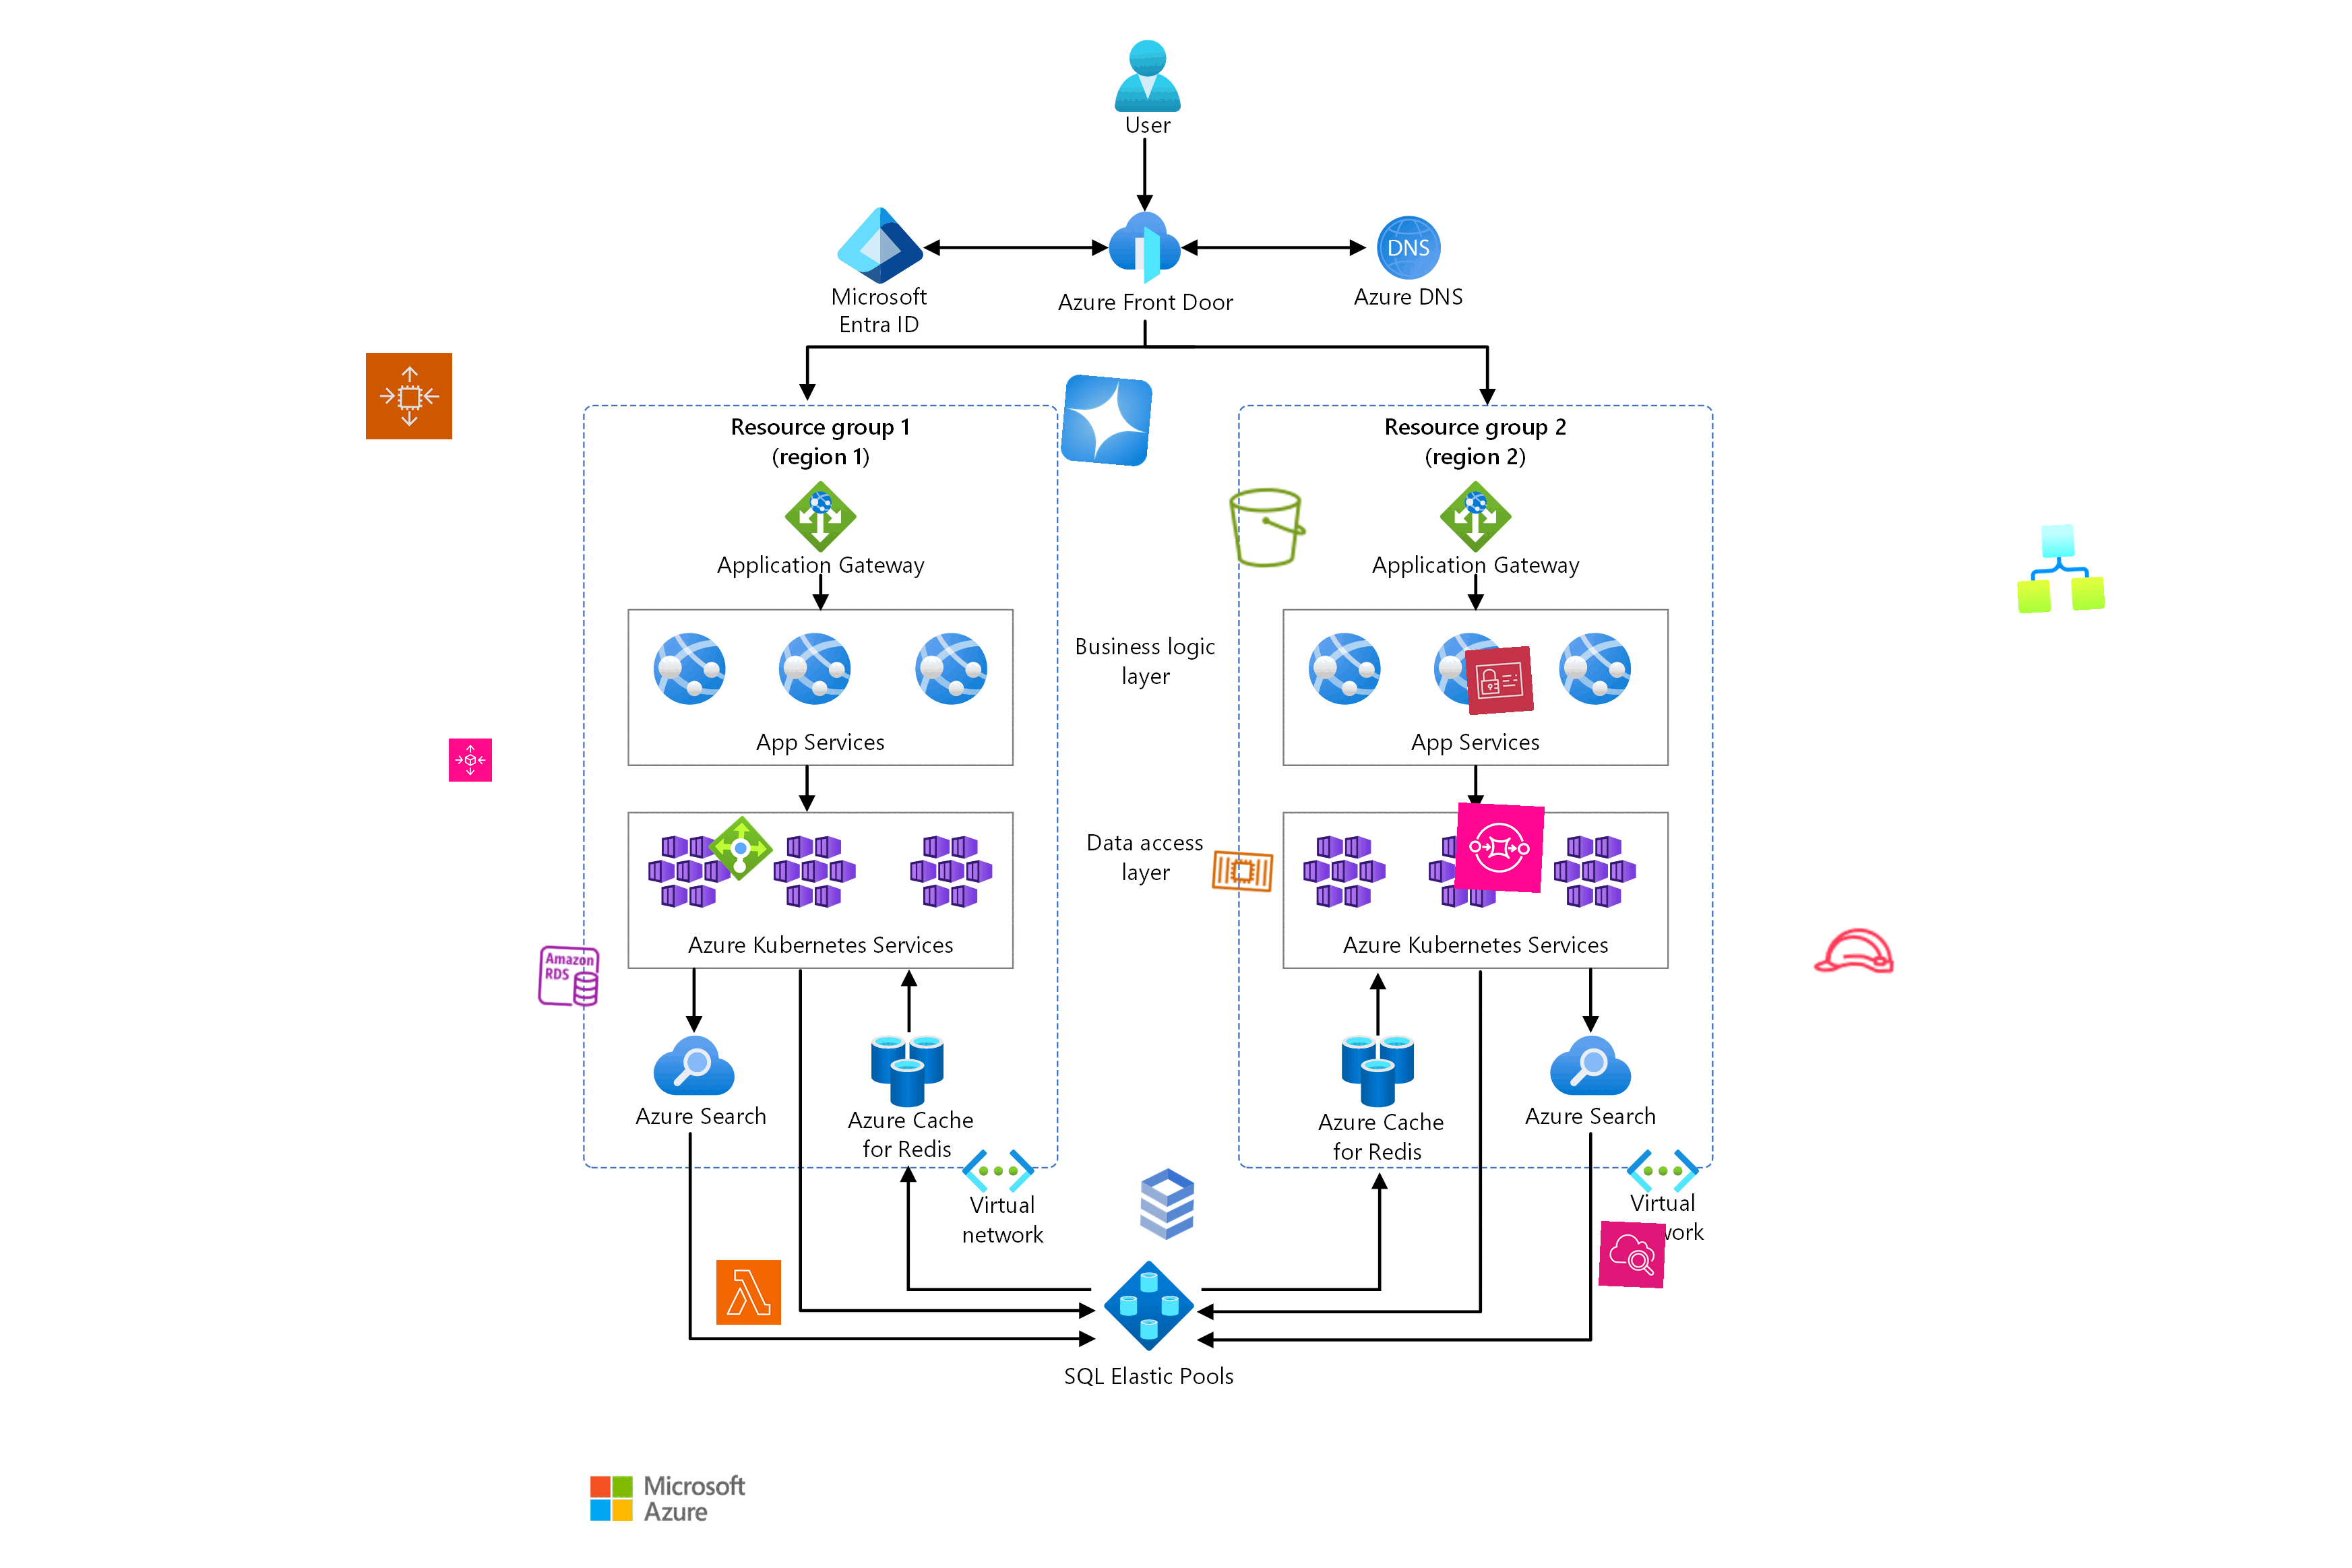 User
DNS
Microsoft
Entra ID
Azure Front Door
Azure DNS
Resource group 1
(region 1)
Resource group 2
(region 2)
Application Gateway
Application Gateway
Business logic
layer
App Services
App Services
Data access
layer
Azure Kubernetes Services
Azure Kubernetes Services
Amazon
RDS
Azure Search
Azure Cache
for Redis
Azure Cache
for Redis
Azure Search
Virtual
network
Virtual
SQL Elastic Pools
Microsoft
Azure